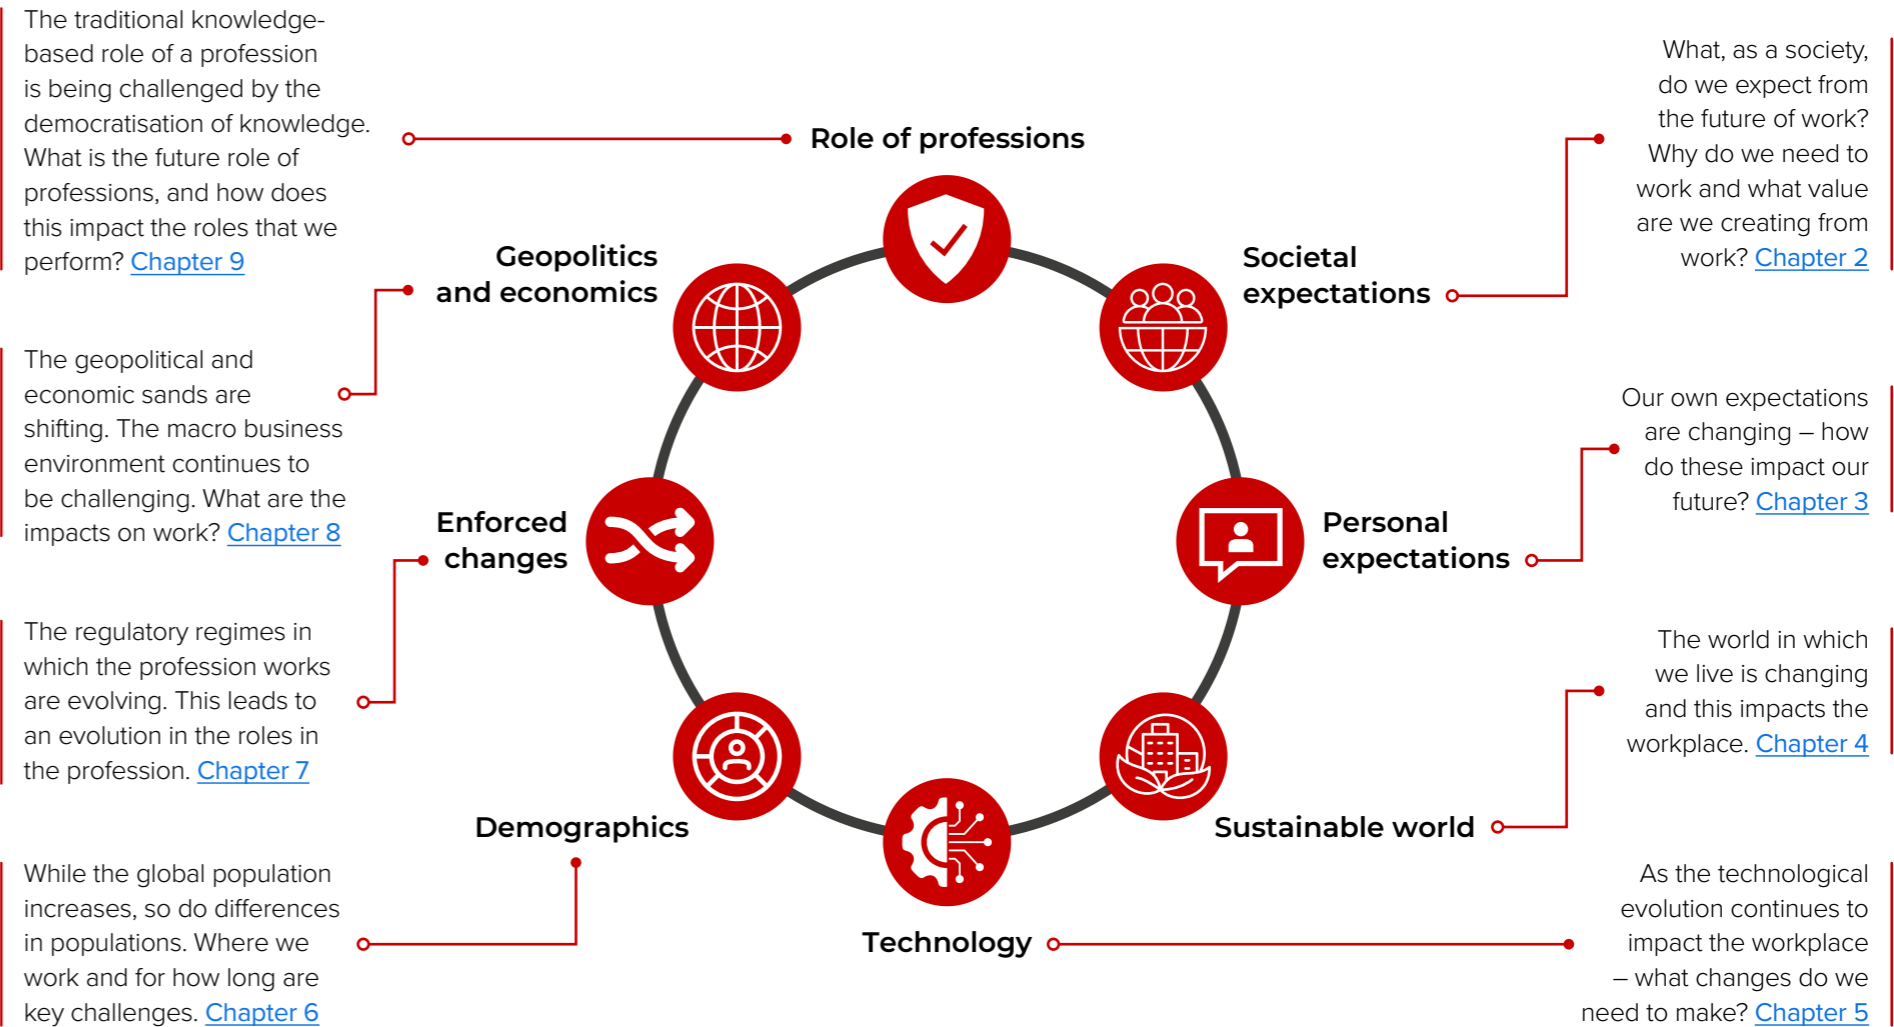 The traditional knowledge-
based role of a profession
is being challenged by the
democratisation of knowledge.
What is the future role of
professions, and how does
this impact the roles that we
perform? Chapter 9
The geopolitical and
economic sands are
shifting. The macro business
environment continues to
be challenging. What are the
impacts on work? Chapter 8
The regulatory regimes in
which the profession works
are evolving. This leads to
an evolution in the roles in
the profession. Chapter 7
While the global population
increases, so do differences
in populations. Where we
work and for how long are
key challenges. Chapter 6
Role of professions
Geopolitics
and economics
Societal
expectations
Enforced
changes
Personal
expectations
Demographics
Sustainable world
Technology
What, as a society,
do we expect from
the future of work?
Why do we need to
work and what value
are we creating from
work? Chapter 2
Our own expectations
are changing – how
do these impact our
future? Chapter 3
The world in which
we live is changing
and this impacts the
workplace. Chapter 4
As the technological
evolution continues to
impact the workplace
– what changes do we
need to make? Chapter 5